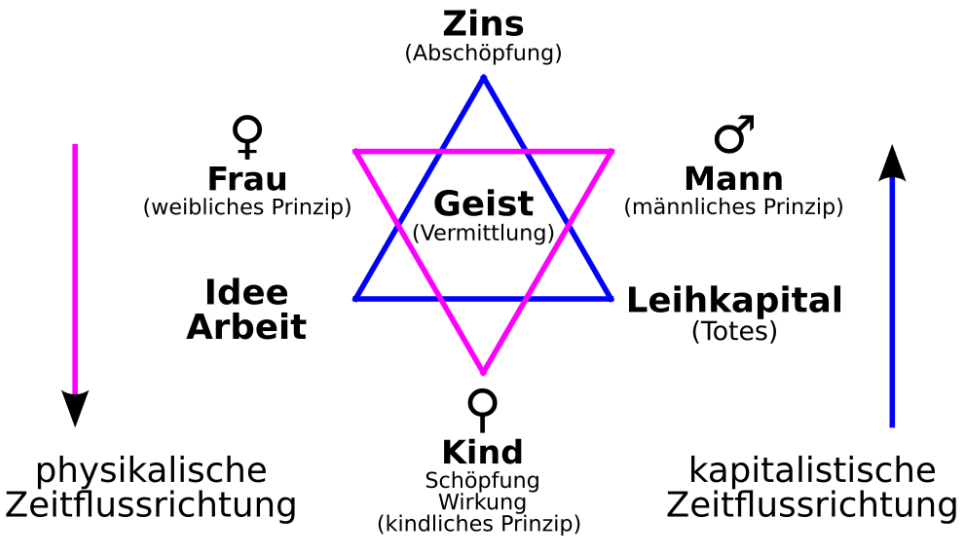 Zins
(Abschöpfung)
Frau
(weibliches Prinzip)
Mann
(männliches Prinzip)
Geist
(Vermittlung)
Idee
Arbeit
Leihkapital
(Totes)
Kind
Schöpfung
Wirkung
(kindliches Prinzip)
physikalische
Zeitflussrichtung
kapitalistische
Zeitflussrichtung